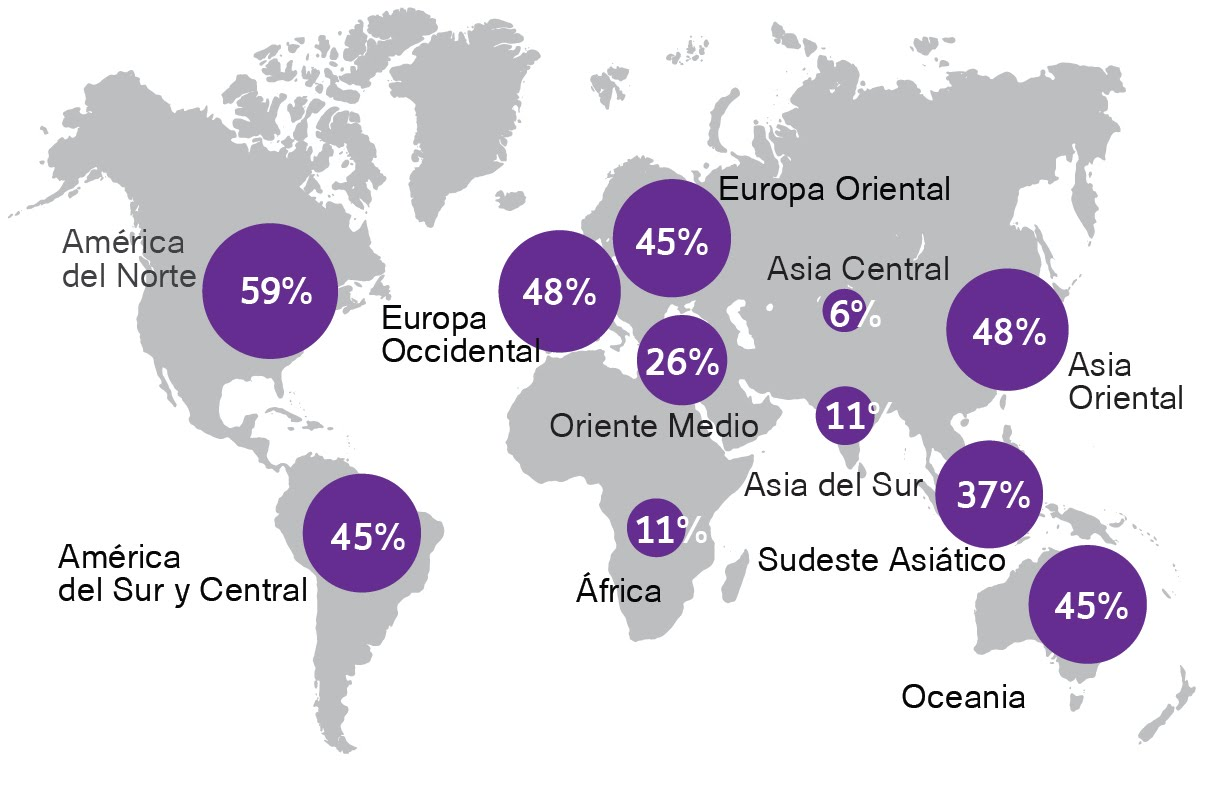 Europa Oriental
45%
América
del Norte
59%
Asia Central
6%
48%
Europa
Occidental
48%
Asia
Oriental
26%
Oriente Medio
11%
Asia del Sur
37%
Sudeste Asiático
45%
América
del Sur y Central
11%
África
45%
Oceania